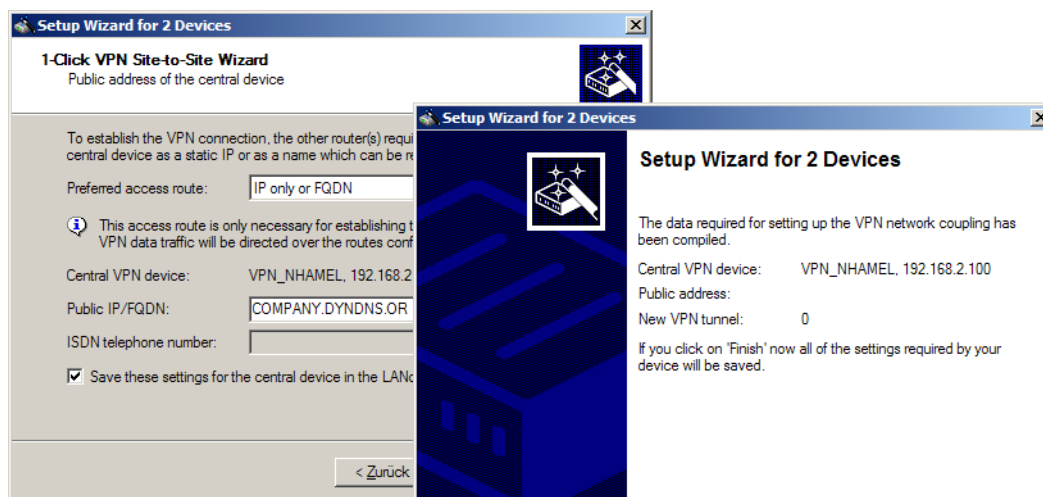 Setup Wizard for 2 Devices
1-Click VPN Site-to-Site Wizard
Public address of the central device
To establish the VPN connection, the other router(s) requi
central device as a static IP or as a name which can be re
Preferred access route:
IP only or FQDN
This access route is only necessary for establishing t
VPN data traffic will be directed over the routes conf
Central VPN device:
VPN_NHAMEL, 192.168.2
Public IP/FQDN:
COMPANY.DYNDNS.OR
ISDN telephone number:
Save these settings for the central device in the LANc
< Zurück
Setup Wizard for 2 Devices
Setup Wizard for 2 Devices
The data required for setting up the VPN network coupling has
been compiled.
Central VPN device:
VPN_NHAMEL, 192.168.2.100
Public address:
New VPN tunnel:
0
If you click on 'Finish' now all of the settings required by your
device will be saved.